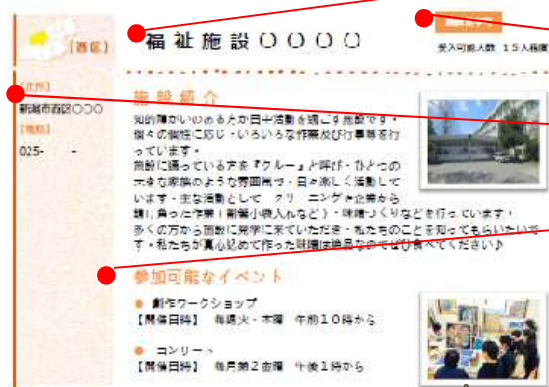 [西区]
福祉施設〇〇〇〇
受入可能人数 15人程度
[住所]
新潟市西区〇〇〇
[電話]
025-　-
施設紹介
知的障がいのある方が日中活動を過ごす施設です。
個々の個性に応じ、いろいろな作業及び行事等を行
っています。
施設に通っている方を『クルー』と呼び、ひとつの
大きな家族のような雰囲気で、日々楽しく活動して
います。主な活動として、クリーニングや企業から
請け負った作業(割箸小袋入れなど)、味噌づくりなどを行っています。
多くの方から施設に見学に来ていただき、私たちのことを知ってもらいたいで
す。私たちが真心込めて作った味噌は絶品なのでぜひ食べてください♪
参加可能なイベント
● 創作ワークショップ
【開催日時】 毎週火・木曜 午前10時から
● コンサート
【開催日時】 毎月第2金曜 午後1時から